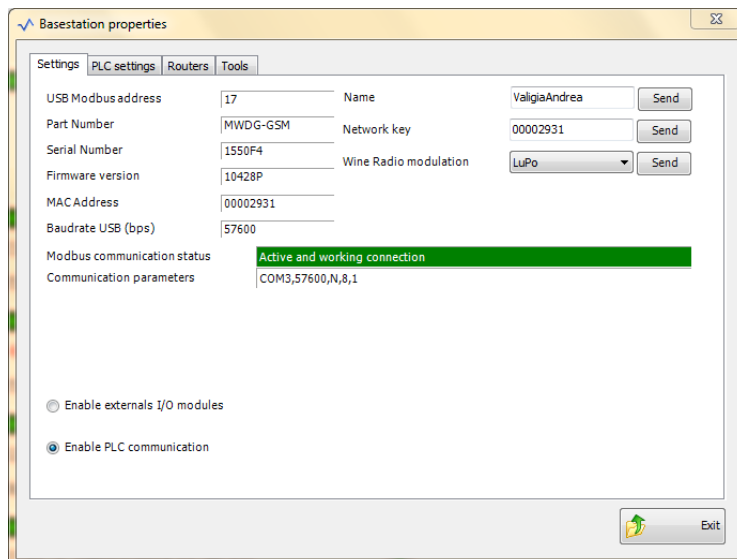 Basestation properties
Settings PLC settings Routers Tools
USB Modbus address 17 Name ValigiaAndrea Send
Part Number MWDG-GSM Network key 00002931 Send
Serial Number 1550F4 Wine Radio modulation LuPo Send
Firmware version 10428P
MAC Address 00002931
Baudrate USB (bps) 57600
Modbus communication status Active and working connection
Communication parameters COM3,57600,N,8,1
Enable externals I/O modules
Enable PLC communication
Exit